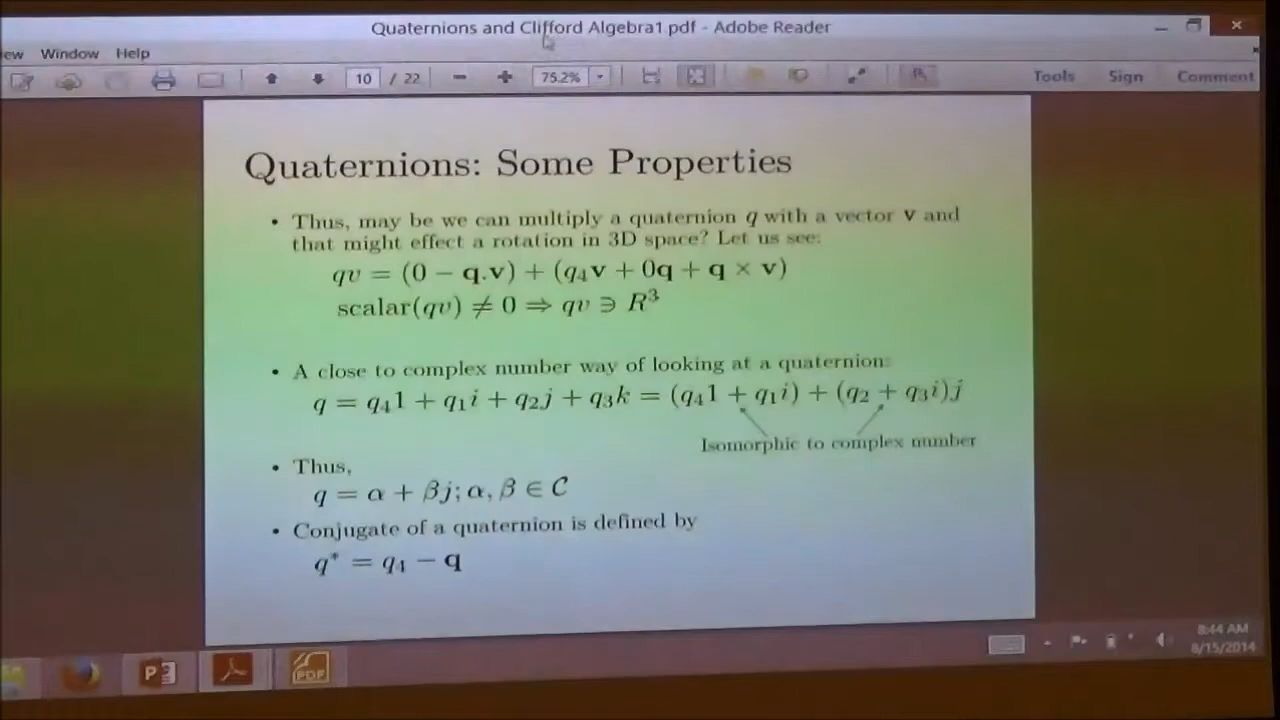 Quaternions and Clifford Algebra1.pdf - Adobe Reader
ew Window Help
10 / 22 75.2% Tools Sign Comment
Quaternions: Some Properties
• Thus, may be we can multiply a quaternion q with a vector v and
that might effect a rotation in 3D space? Let us see:
qv = (0 − q.v) + (q₄v + 0q + q × v)
scalar(qv) ≠ 0 ⇒ qv ∋ R³
• A close to complex number way of looking at a quaternion:
q = q₄1 + q₁i + q₂j + q₃k = (q₄1 + q₁i) + (q₂ + q₃i)j
Isomorphic to complex number
• Thus,
q = α + βj; α, β ∈ C
• Conjugate of a quaternion is defined by
q* = q₄ − q
8:44 AM
8/15/2014
P
PDF